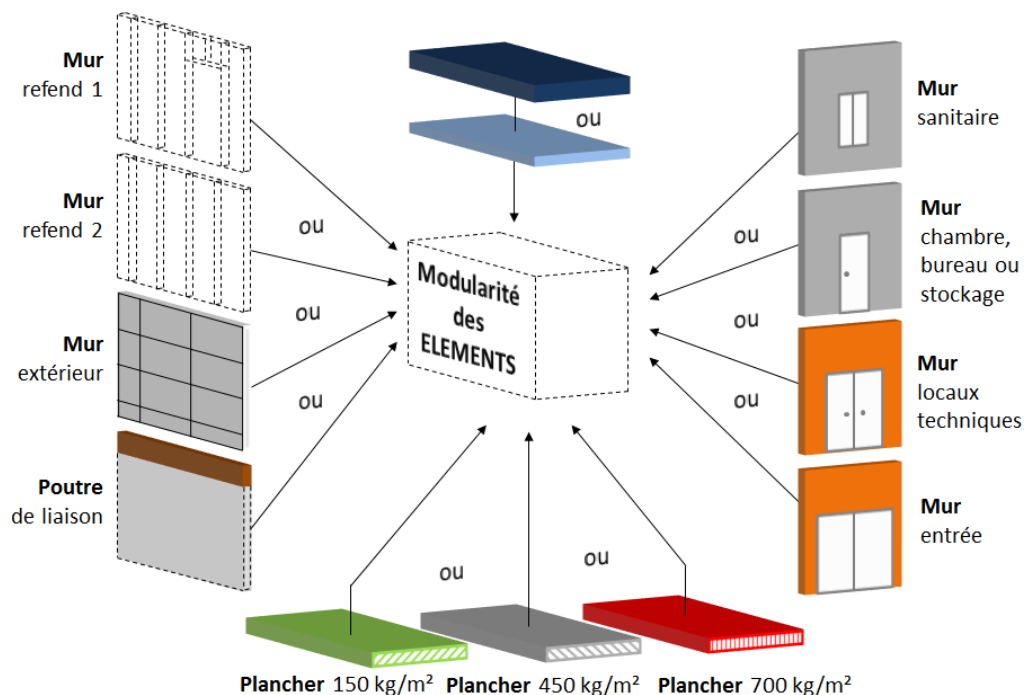 Mur
refend 1
Mur
refend 2
Mur
extérieur
Poutre
de liaison
ou
ou
ou
ou
Modularité
des
ELEMENTS
ou
ou
ou
Mur
sanitaire
Mur
chambre,
bureau ou
stockage
Mur
locaux
techniques
Mur
entrée
ou
ou
Plancher 150 kg/m²
Plancher 450 kg/m²
Plancher 700 kg/m²